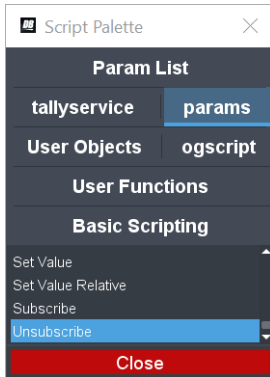 DB Script Palette
Param List
tallyservice params
User Objects ogscript
User Functions
Basic Scripting
Set Value
Set Value Relative
Subscribe
Unsubscribe
Close